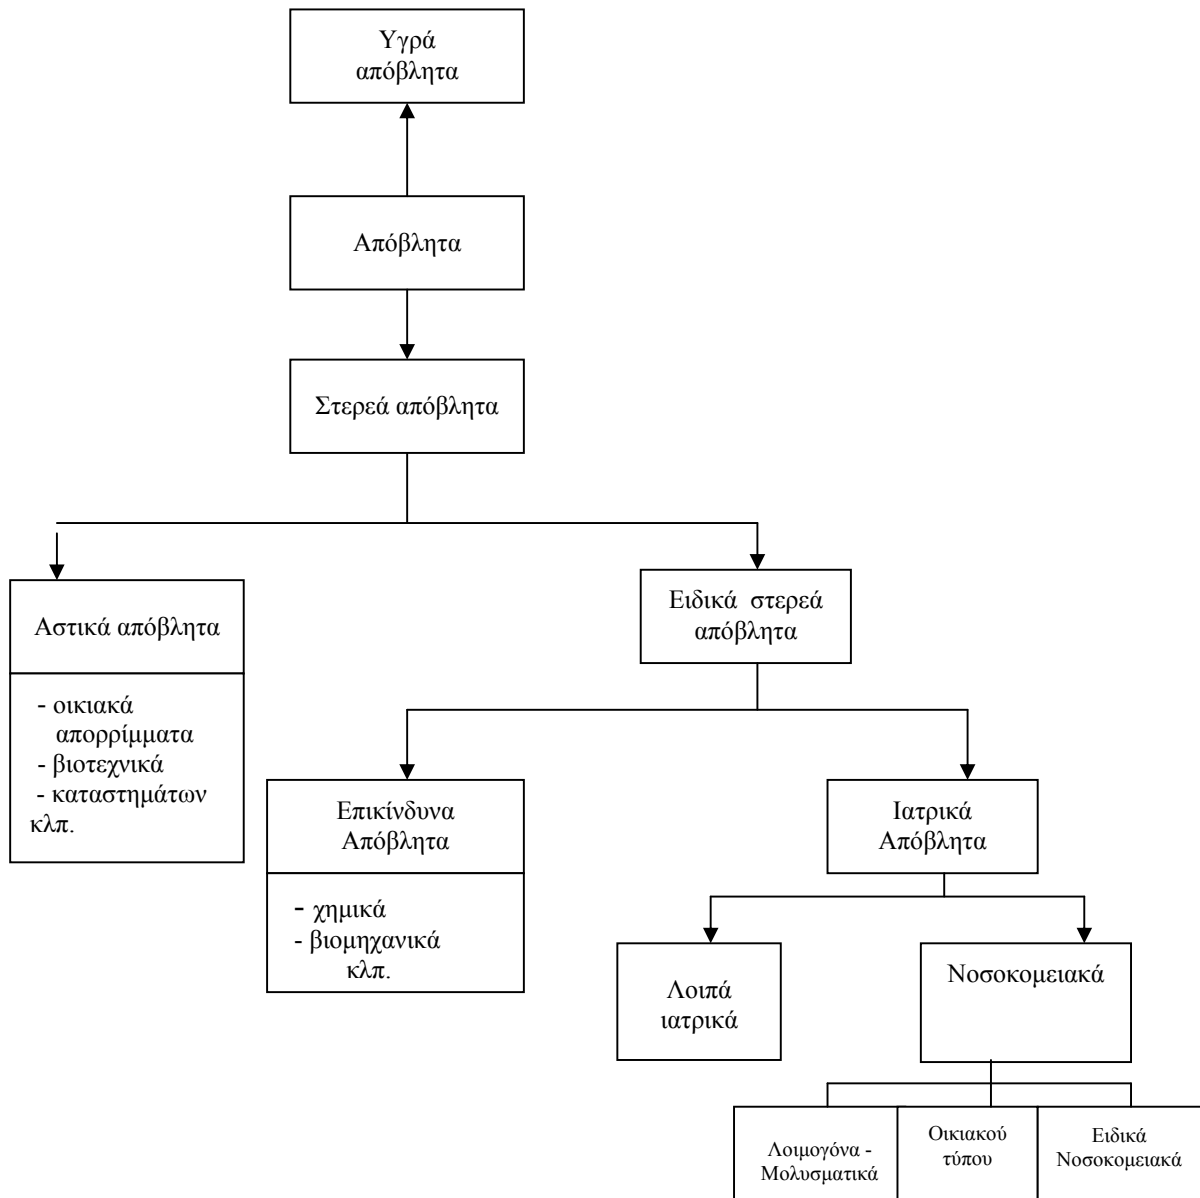 Υγρά
απόβλητα
Απόβλητα
Στερεά απόβλητα
Αστικά απόβλητα
- οικιακά
απορρίμματα
- βιοτεχνικά
- καταστημάτων
κλπ.
Ειδικά στερεά
απόβλητα
Επικίνδυνα
Απόβλητα
- χημικά
- βιομηχανικά
κλπ.
Ιατρικά
Απόβλητα
Λοιπά
ιατρικά
Νοσοκομειακά
Λοιμογόνα -
Μολυσματικά
Οικιακού
τύπου
Ειδικά
Νοσοκομειακά